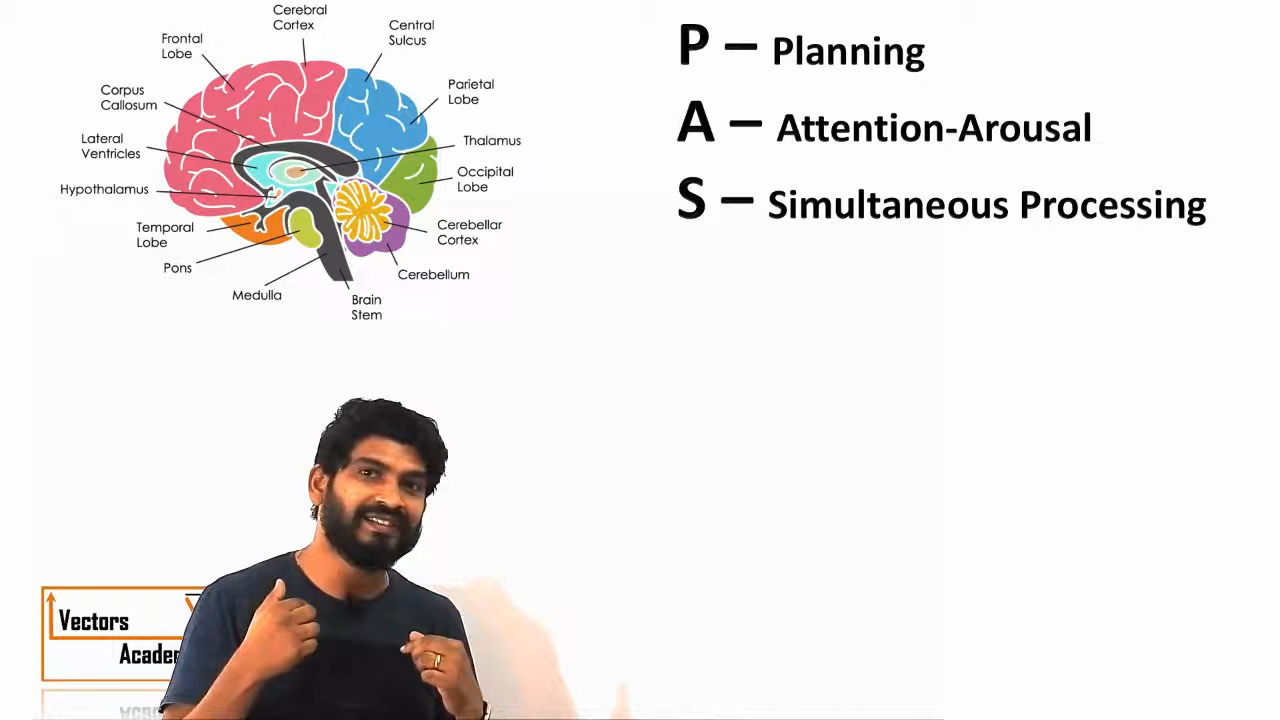 Cerebral
Cortex
Central
Sulcus
Frontal
Lobe
Parietal
Lobe
Corpus
Callosum
Lateral
Ventricles
Thalamus
Occipital
Lobe
Hypothalamus
Temporal
Lobe
Cerebellar
Cortex
Pons
Cerebellum
Medulla
Brain
Stem
P – Planning
A – Attention-Arousal
S – Simultaneous Processing
Vectors